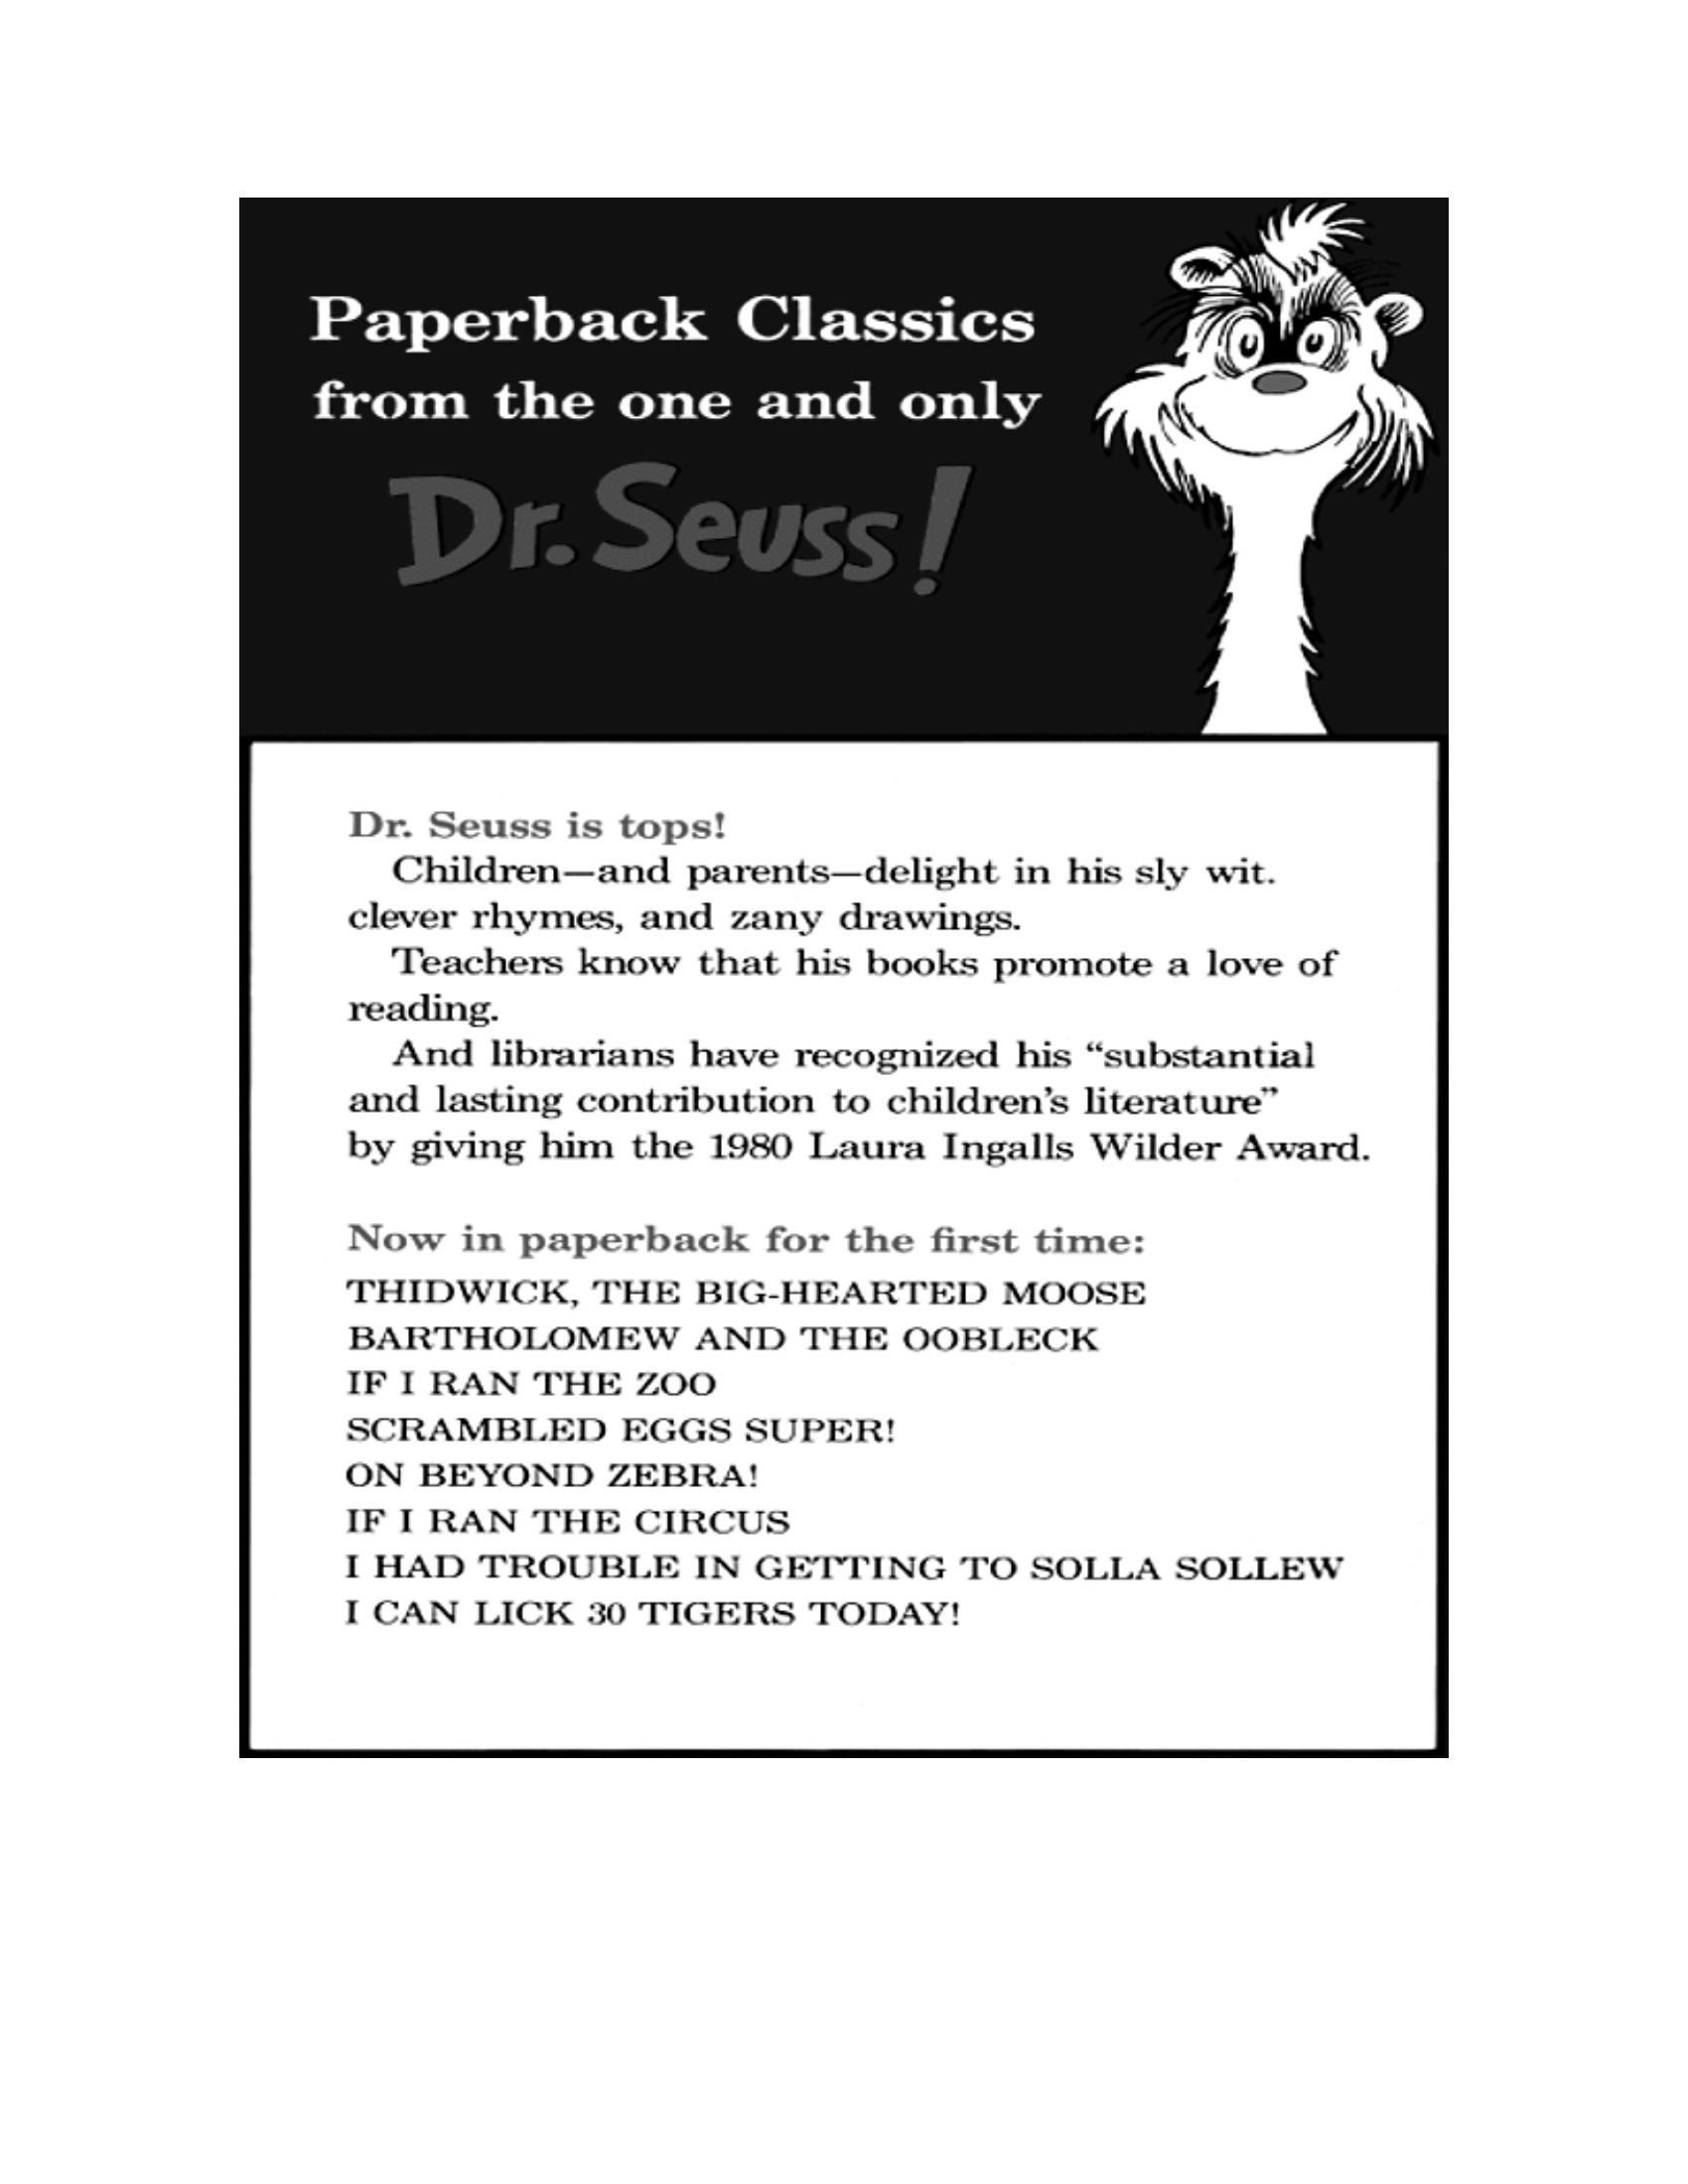 Paperback Classics
from the one and only
Dr. Seuss!
Dr. Seuss is tops!
Children—and parents—delight in his sly wit.
clever rhymes, and zany drawings.
Teachers know that his books promote a love of
reading.
And librarians have recognized his “substantial
and lasting contribution to children’s literature”
by giving him the 1980 Laura Ingalls Wilder Award.
Now in paperback for the first time:
THIDWICK, THE BIG-HEARTED MOOSE
BARTHOLOMEW AND THE OOBLECK
IF I RAN THE ZOO
SCRAMBLED EGGS SUPER!
ON BEYOND ZEBRA!
IF I RAN THE CIRCUS
I HAD TROUBLE IN GETTING TO SOLLA SOLLEW
I CAN LICK 30 TIGERS TODAY!